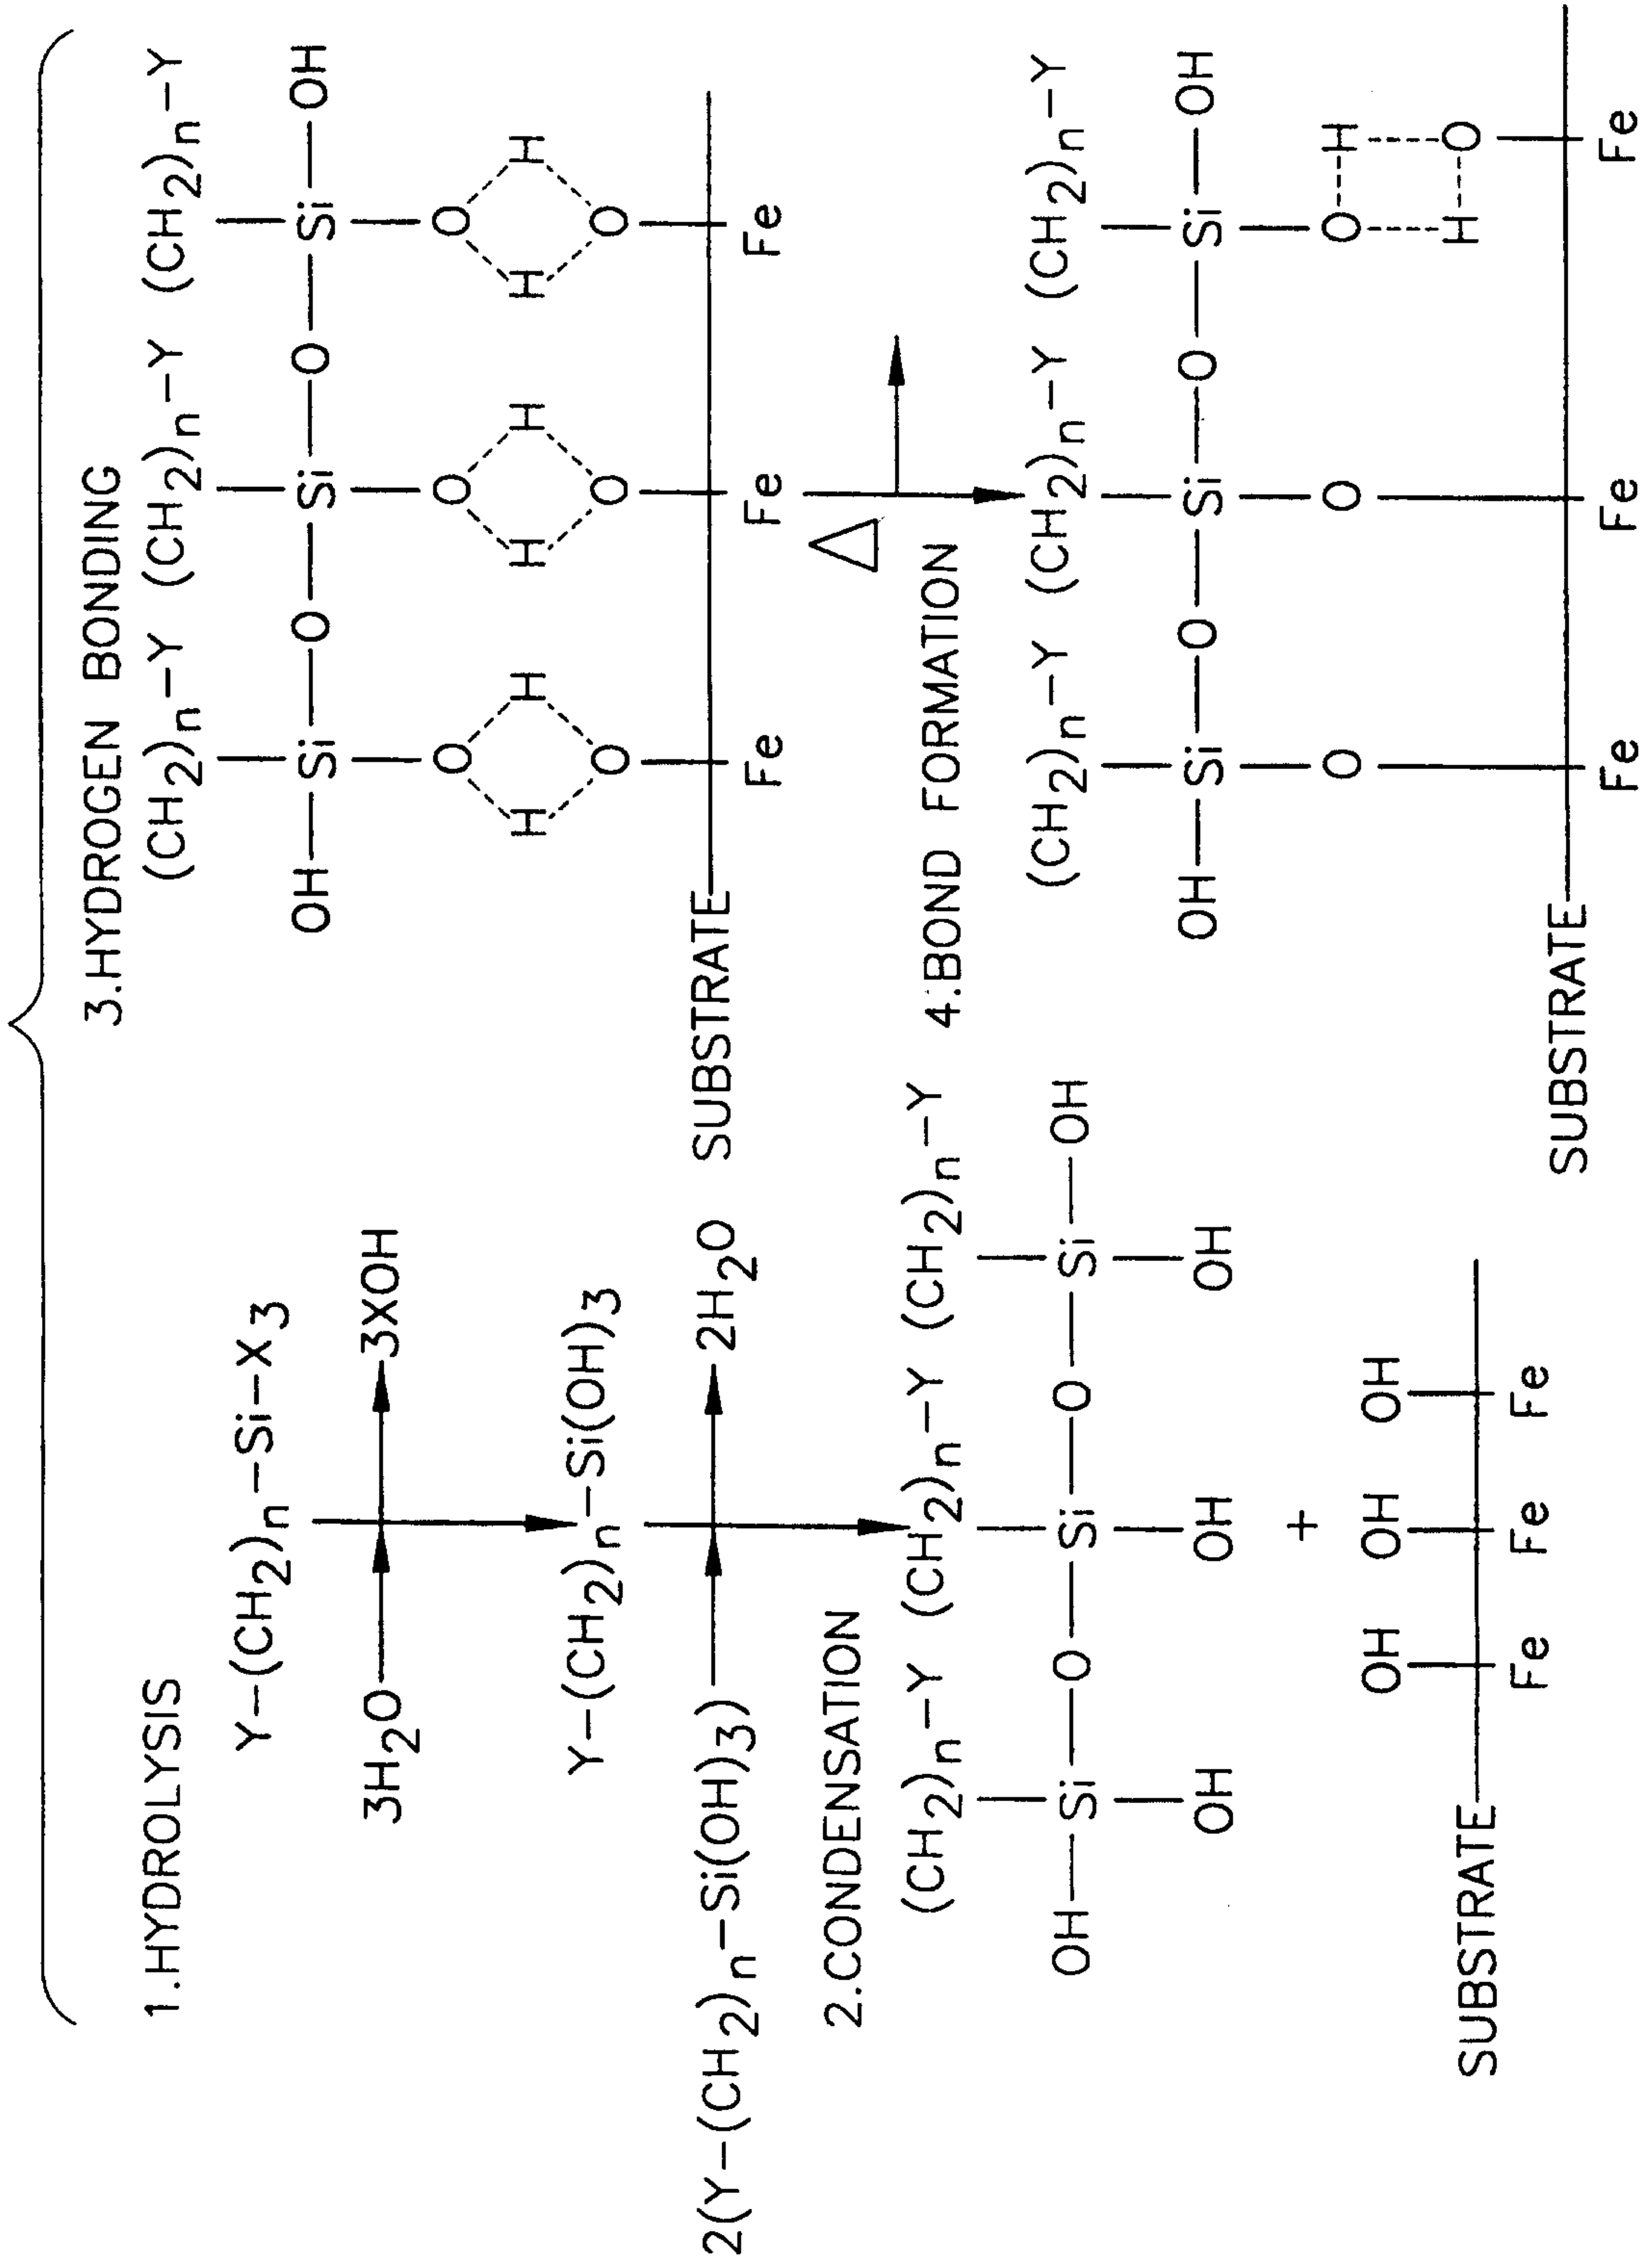 1.HYDROLYSIS
Y-(CH2)n-Si-X3
3H2O 3XOH
Y-(CH2)n-Si(OH)3
2(Y-(CH2)n-Si(OH)3) 2H2O
2.CONDENSATION
(CH2)n-Y (CH2)n-Y (CH2)n-Y
OH-Si-O-Si-O-Si-OH
OH OH OH
+
OH OH OH
SUBSTRATE
Fe Fe Fe
3.HYDROGEN BONDING
(CH2)n-Y (CH2)n-Y (CH2)n-Y
OH-Si-O-Si-O-Si-OH
O O O
H H H H H H
O O O
SUBSTRATE
Fe Fe Fe
△
4.BOND FORMATION
(CH2)n-Y (CH2)n-Y (CH2)n-Y
OH-Si-O-Si-O-Si-OH
O O O H
H O
SUBSTRATE
Fe Fe Fe